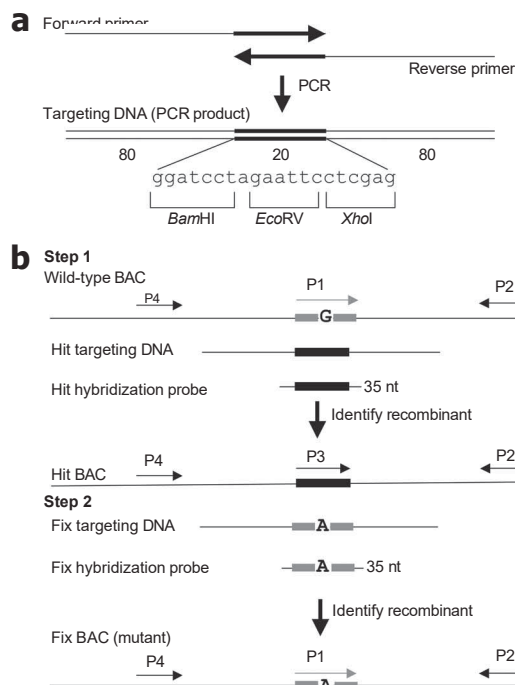 a
Forward primer
Reverse primer
PCR
Targeting DNA (PCR product)
80 20 80
ggatcctagaattcctcgag
BamHI EcoRV XhoI
b Step 1
Wild-type BAC
P4 P1 P2
G
Hit targeting DNA
Hit hybridization probe 35 nt
Identify recombinant
Hit BAC P4 P3 P2
Step 2
Fix targeting DNA A
Fix hybridization probe A 35 nt
Identify recombinant
Fix BAC (mutant)
P4 P1 P2
A